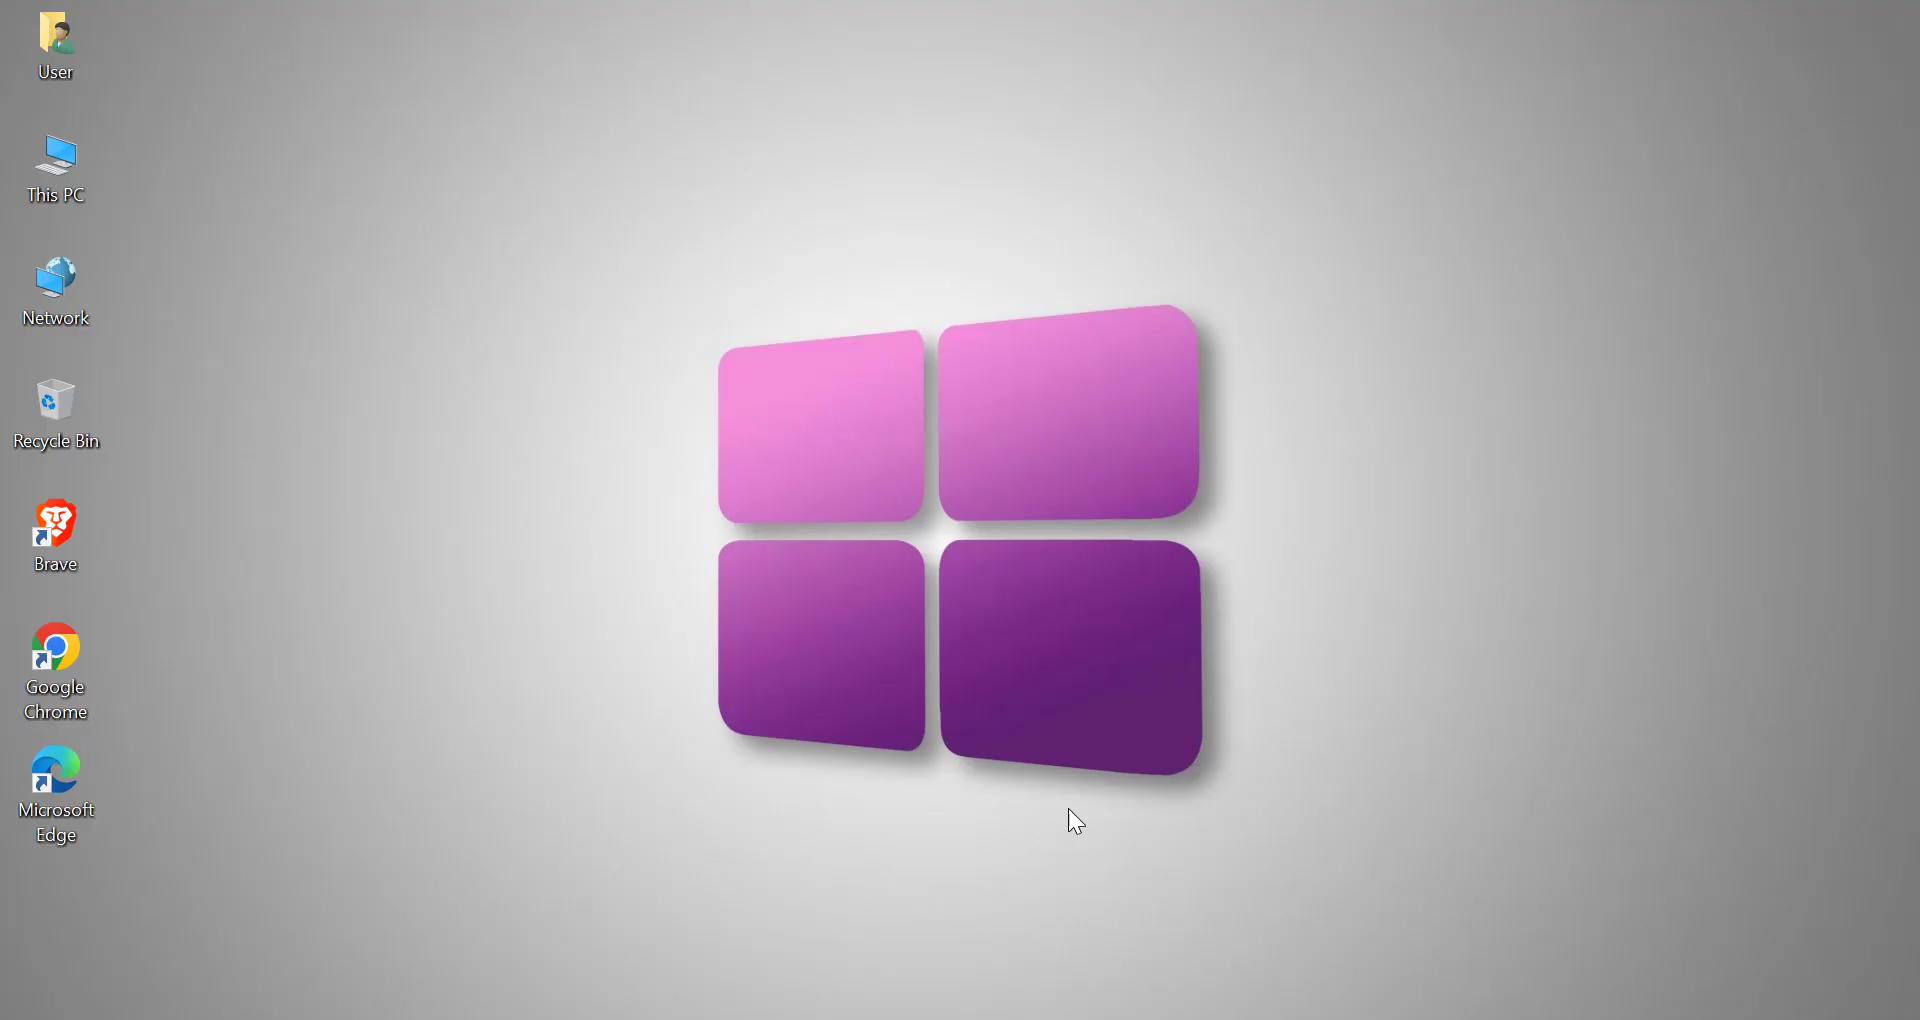 User
This PC
Network
Recycle Bin
Brave
Google
Chrome
Microsoft
Edge